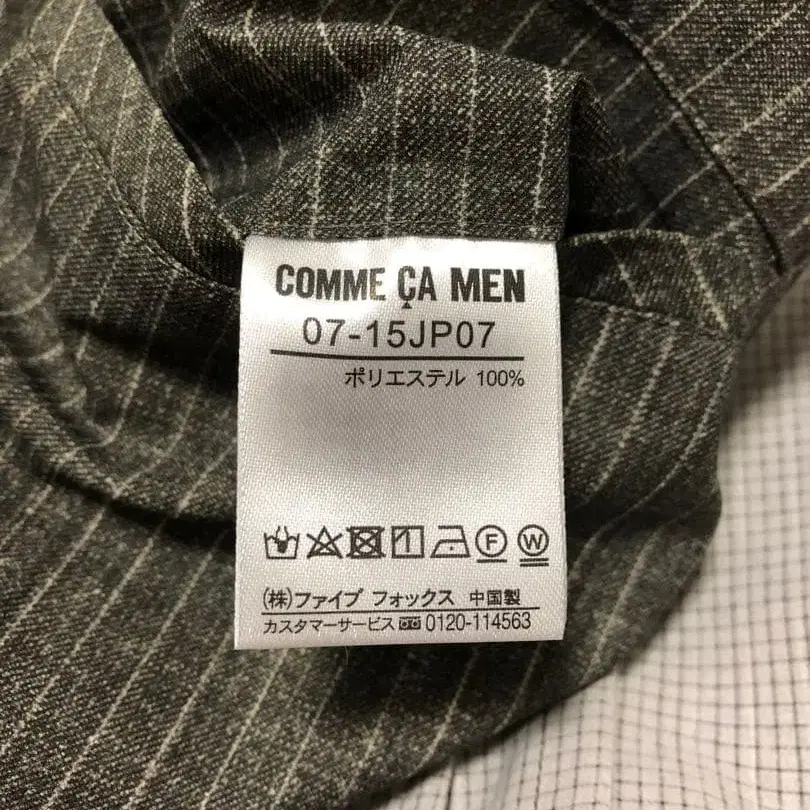 COMME ÇA MEN
07-15JP07
ポリエステル 100%
F W
(株)ファイブ フォックス 中国製
カスタマーサービス 0120-114563